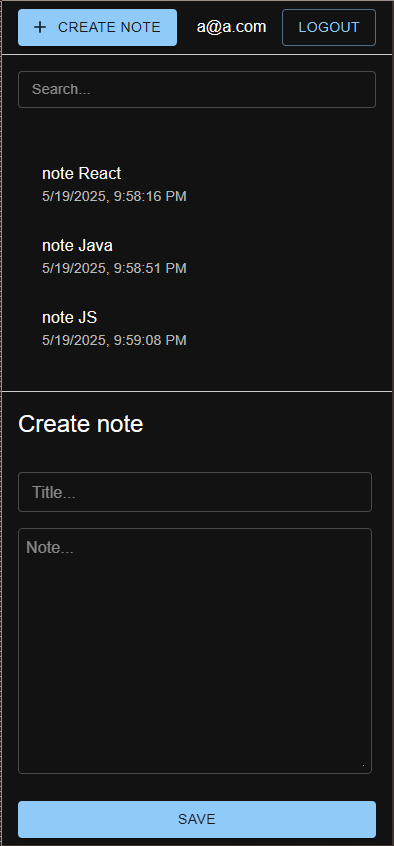 + CREATE NOTE a@a.com LOGOUT
Search...
note React
5/19/2025, 9:58:16 PM
note Java
5/19/2025, 9:58:51 PM
note JS
5/19/2025, 9:59:08 PM
Create note
Title...
Note...
SAVE